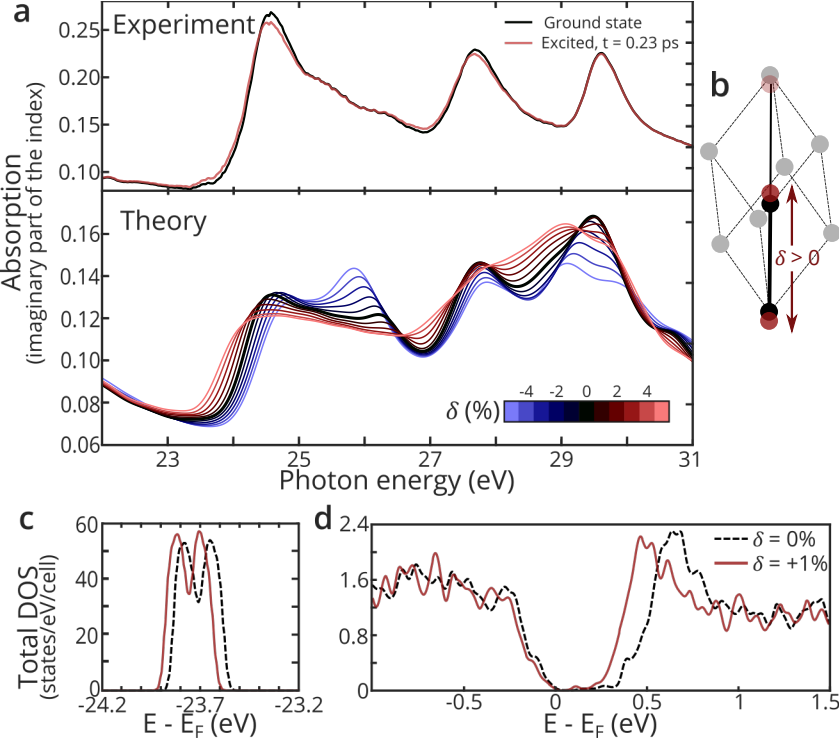 a
Experiment
Ground state
Excited, t = 0.23 ps
0.25
0.20
0.15
0.10
Absorption
(imaginary part of the index)
Theory
0.16
0.14
0.12
0.10
0.08
0.06
δ (%)
-4 -2 0 2 4
23 25 27 29 31
Photon energy (eV)
b
δ > 0
c
60
40
20
0
Total DOS
(states/eV/cell)
-24.2 -23.7 -23.2
E - EF (eV)
d
2.4
1.6
0.8
0
δ = 0%
δ = +1%
-0.5 0 0.5 1 1.5
E - EF (eV)